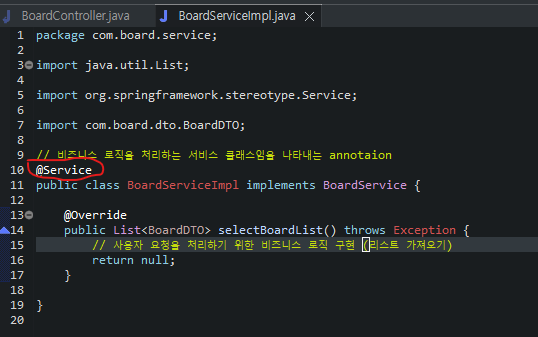 BoardController.java BoardServiceImpl.java X
1 package com.board.service;
2
3 import java.util.List;
4
5 import org.springframework.stereotype.Service;
6
7 import com.board.dto.BoardDTO;
8
9 // 비즈니스 로직을 처리하는 서비스 클래스임을 나타내는 annotaion
10 @Service
11 public class BoardServiceImpl implements BoardService {
12
13 @Override
14 public List<BoardDTO> selectBoardList() throws Exception {
15 // 사용자 요청을 처리하기 위한 비즈니스 로직 구현 (리스트 가져오기)
16 return null;
17 }
18
19 }
20